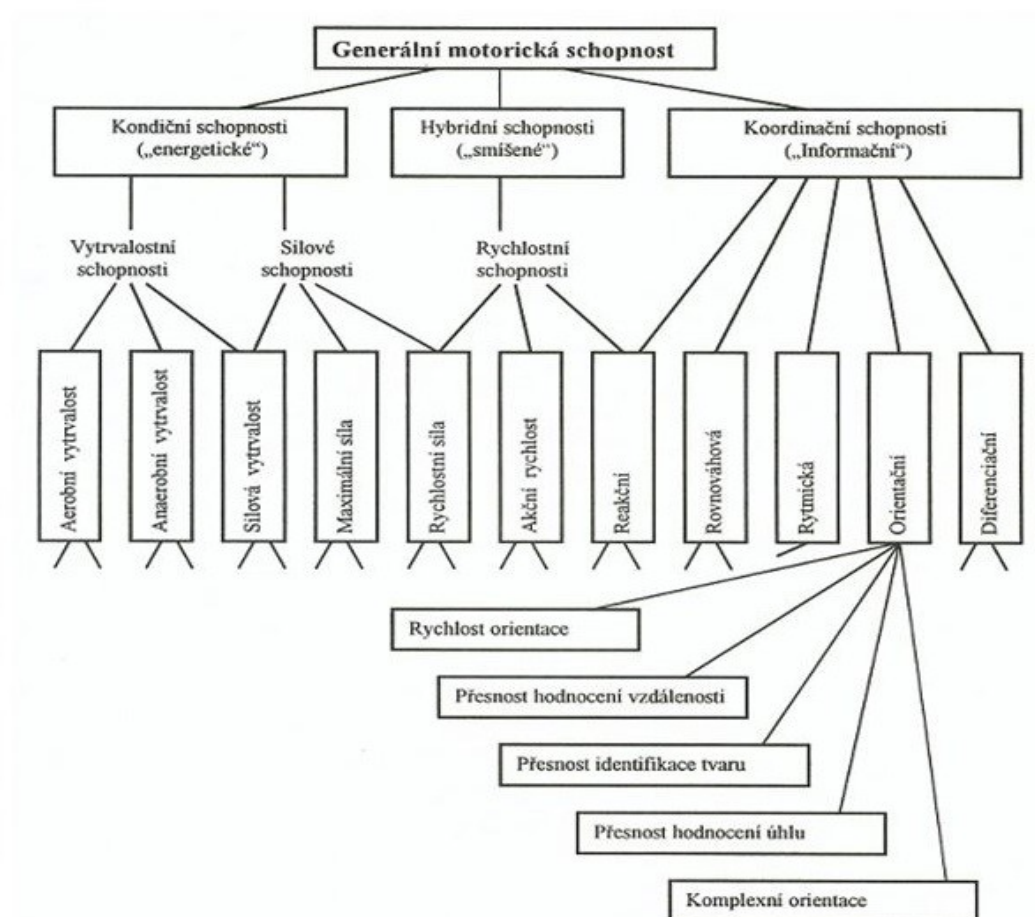 Generální motorická schopnost
Kondiční schopnosti
(„energetické“)
Hybridní schopnosti
(„smíšené“)
Koordinační schopnosti
(„Informační“)
Vytrvalostní
schopnosti
Silové
schopnosti
Rychlostní
schopnosti
Aerobní vytrvalost
Anaerobní vytrvalost
Silová vytrvalost
Maximální síla
Rychlostní síla
Akční rychlost
Reakční
Rovnováhová
Rytmická
Orientační
Diferenciační
Rychlost orientace
Přesnost hodnocení vzdálenosti
Přesnost identifikace tvaru
Přesnost hodnocení úhlu
Komplexní orientace